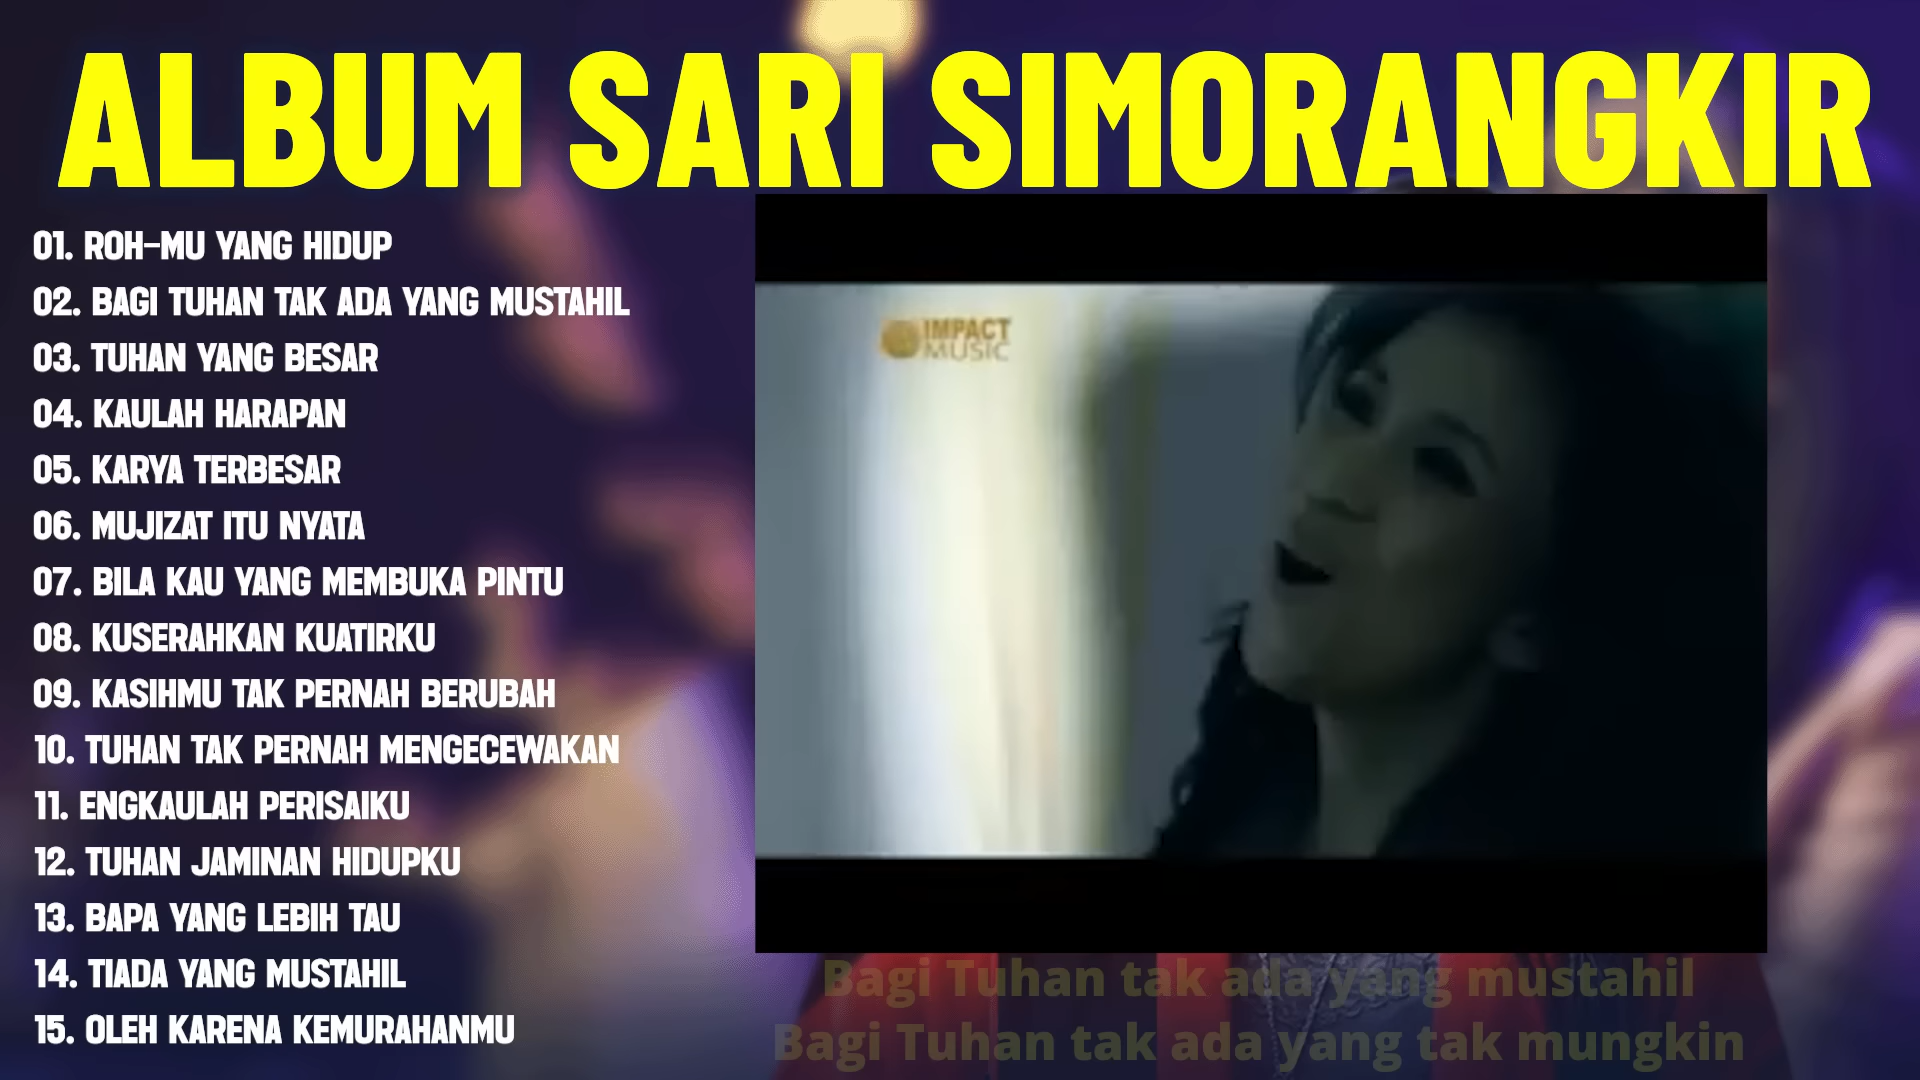 ALBUM SARI SIMORANGKIR
01. ROH-MU YANG HIDUP
02. BAGI TUHAN TAK ADA YANG MUSTAHIL
03. TUHAN YANG BESAR
04. KAULAH HARAPAN
05. KARYA TERBESAR
06. MUJIZAT ITU NYATA
07. BILA KAU YANG MEMBUKA PINTU
08. KUSERAHKAN KUATIRKU
09. KASIHMU TAK PERNAH BERUBAH
10. TUHAN TAK PERNAH MENGECEWAKAN
11. ENGKAULAH PERISAIKU
12. TUHAN JAMINAN HIDUPKU
13. BAPA YANG LEBIH TAU
14. TIADA YANG MUSTAHIL
15. OLEH KARENA KEMURAHANMU
IMPACT
MUSIC
Bagi Tuhan tak ada yang mustahil
Bagi Tuhan tak ada yang tak mungkin